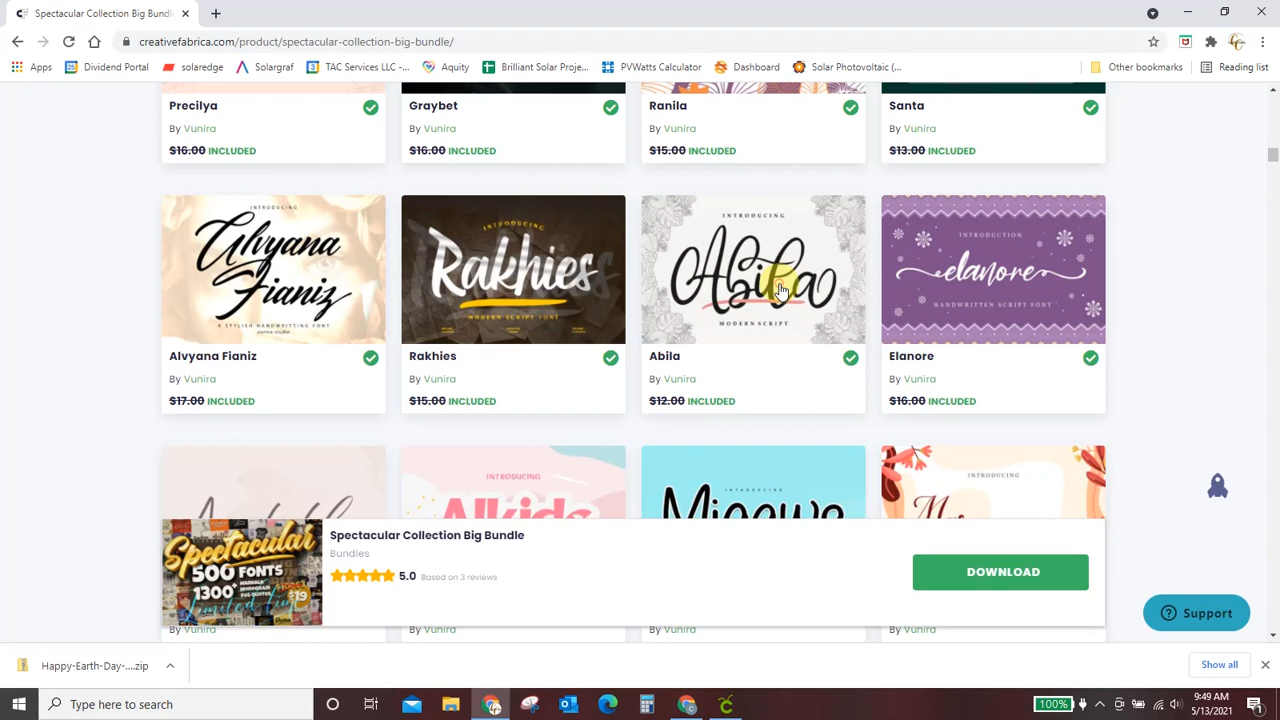 Spectacular Collection Big Bundle
creativefabrica.com/product/spectacular-collection-big-bundle/
Apps
Dividend Portal
solaredge
Solargraf
TAC Services LLC -...
Aquity
Brilliant Solar Proje...
PVWatts Calculator
Dashboard
Solar Photovoltaic (...
Other bookmarks
Reading list
Precilya
Graybet
Ranila
Santa
By Vunira
By Vunira
By Vunira
By Vunira
$16.00 INCLUDED
$16.00 INCLUDED
$15.00 INCLUDED
$13.00 INCLUDED
INTRODUCING
Alvyana
Fianiz
A STYLISH HANDWRITTING FONT
INTRODUCING
Rakhies
MODERN SCRIPT FONT
INTRODUCING
Abila
MODERN SCRIPT
INTRODUCTION
elanore
HANDWRITTEN SCRIPT FONT
Alvyana Fianiz
Rakhies
Abila
Elanore
By Vunira
By Vunira
By Vunira
By Vunira
$17.00 INCLUDED
$15.00 INCLUDED
$12.00 INCLUDED
$16.00 INCLUDED
INTRODUCING
Alkids
INTRODUCING
INTRODUCING
Spectacular
500 FONTS
1300+
$19
Limited Time
Spectacular Collection Big Bundle
Bundles
5.0 Based on 3 reviews
DOWNLOAD
Support
By Vunira
By Vunira
By Vunira
By Vunira
Happy-Earth-Day-....zip
Show all
Type here to search
100%
9:49 AM
5/13/2021